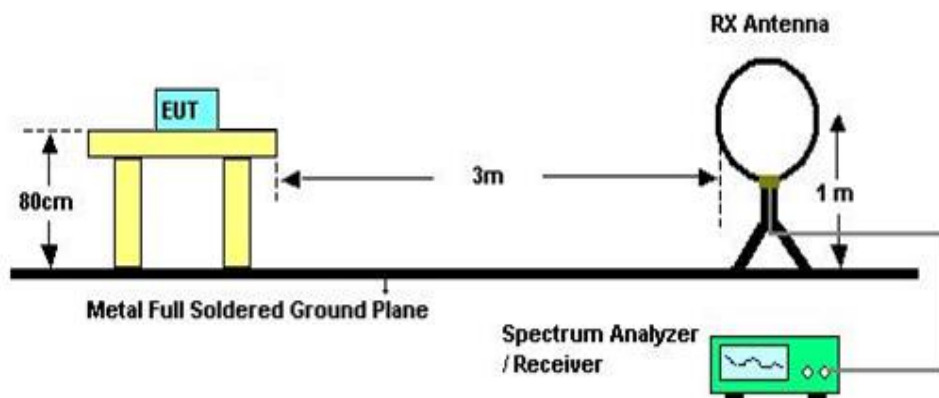 RX Antenna
EUT
3m
80cm
1 m
Metal Full Soldered Ground Plane
Spectrum Analyzer
/ Receiver